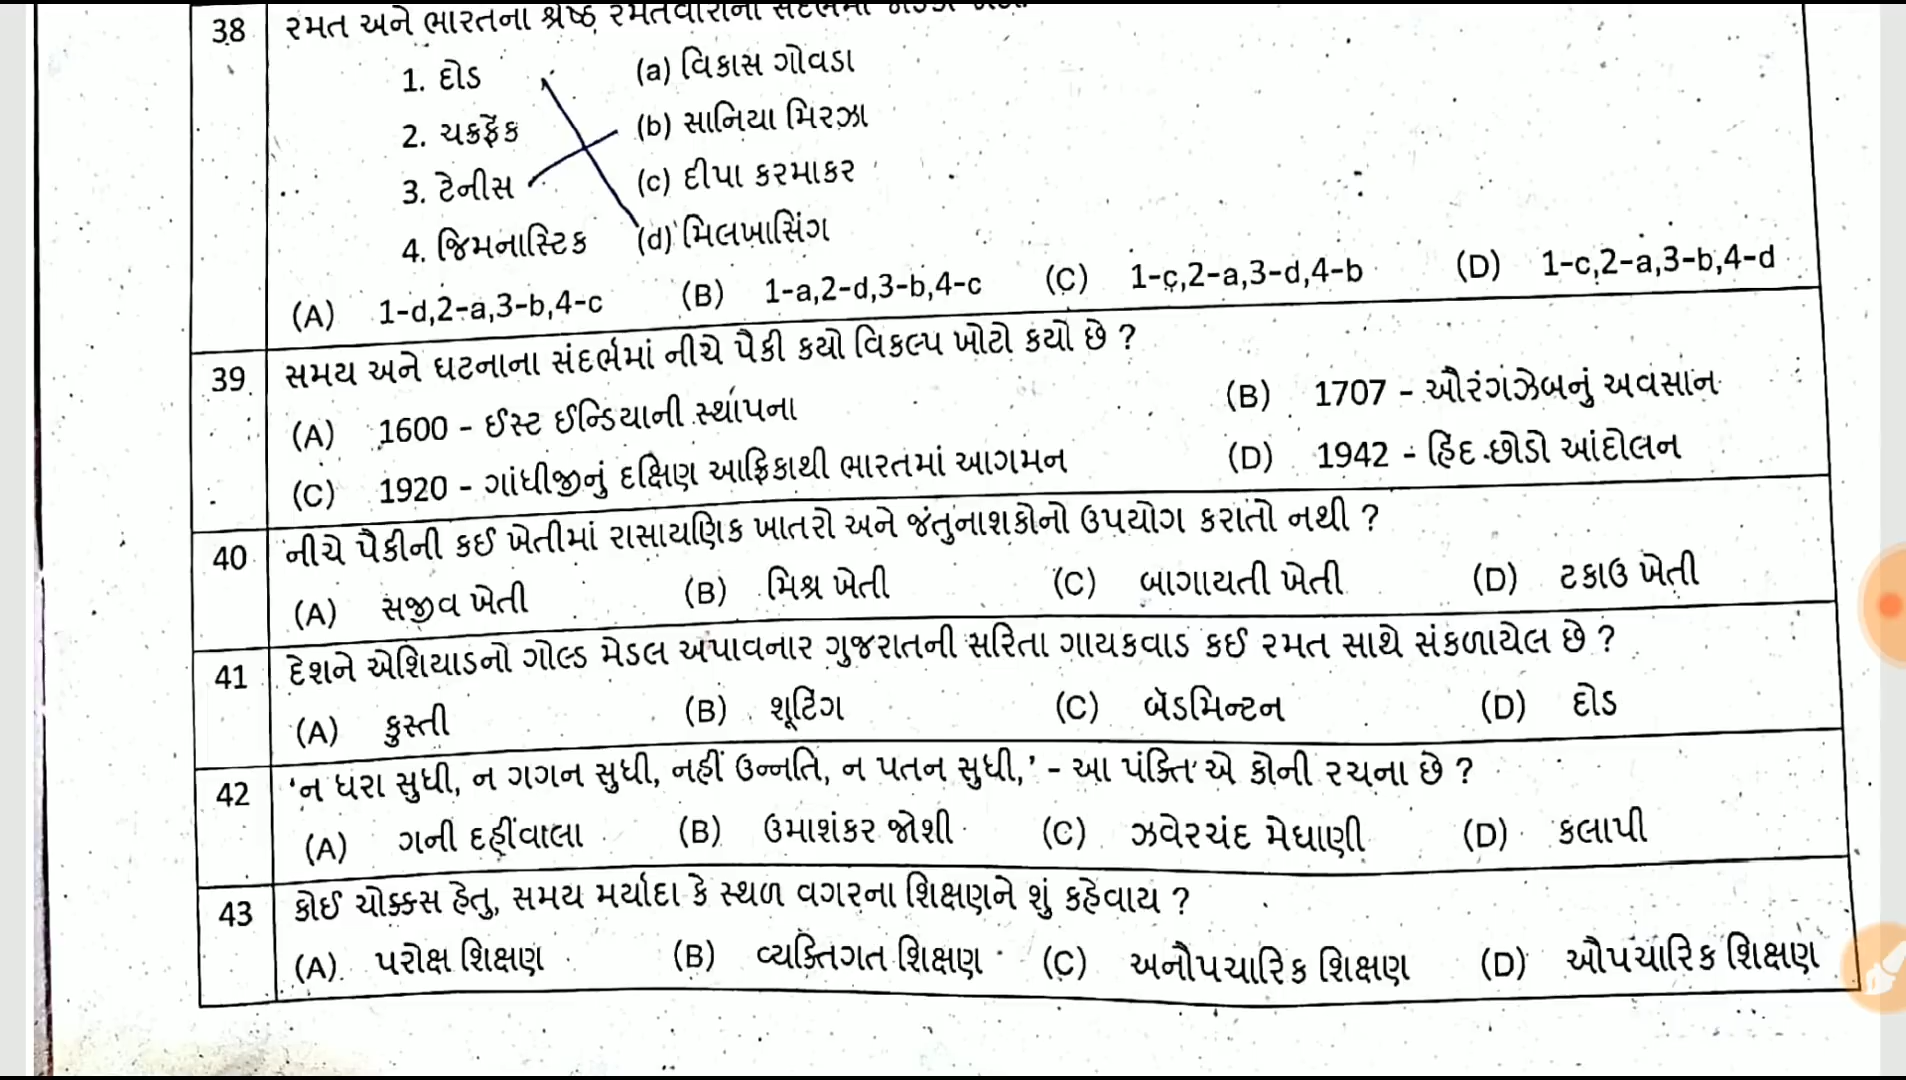 38 રમત અને ભારતના શ્રેષ્ઠ રમતવીરોના
1. દોડ (a) વિકાસ ગોવડા
2. ચક્રફેંક (b) સાનિયા મિરઝા
3. ટેનીસ (c) દીપા કરમાકર
4. જિમનાસ્ટિક (d) મિલખાસિંગ
(A) 1-d,2-a,3-b,4-c (B) 1-a,2-d,3-b,4-c (C) 1-c,2-a,3-d,4-b (D) 1-c,2-a,3-b,4-d
39 સમય અને ઘટનાના સંદર્ભમાં નીચે પૈકી કયો વિકલ્પ ખોટો કયો છે ?
(A) 1600 - ઈસ્ટ ઈન્ડિયાની સ્થાપના (B) 1707 - ઔરંગઝેબનું અવસાન
(C) 1920 - ગાંધીજીનું દક્ષિણ આફ્રિકાથી ભારતમાં આગમન (D) 1942 - હિંદ છોડો આંદોલન
40 નીચે પૈકીની કઈ ખેતીમાં રાસાયણિક ખાતરો અને જંતુનાશકોનો ઉપયોગ કરાતો નથી ?
(A) સજીવ ખેતી (B) મિશ્ર ખેતી (C) બાગાયતી ખેતી (D) ટકાઉ ખેતી
41 દેશને એશિયાડનો ગોલ્ડ મેડલ અપાવનાર ગુજરાતની સરિતા ગાયકવાડ કઈ રમત સાથે સંકળાયેલ છે ?
(A) કુસ્તી (B) શૂટિંગ (C) બૅડમિન્ટન (D) દોડ
42 ‘ન ધરા સુધી, ન ગગન સુધી, નહીં ઉન્નતિ, ન પતન સુધી,’ - આ પંક્તિ એ કોની રચના છે ?
(A) ગની દહીંવાલા (B) ઉમાશંકર જોશી (C) ઝવેરચંદ મેઘાણી (D) કલાપી
43 કોઈ ચોક્કસ હેતુ, સમય મર્યાદા કે સ્થળ વગરના શિક્ષણને શું કહેવાય ?
(A) પરોક્ષ શિક્ષણ (B) વ્યક્તિગત શિક્ષણ (C) અનૌપચારિક શિક્ષણ (D) ઔપચારિક શિક્ષણ